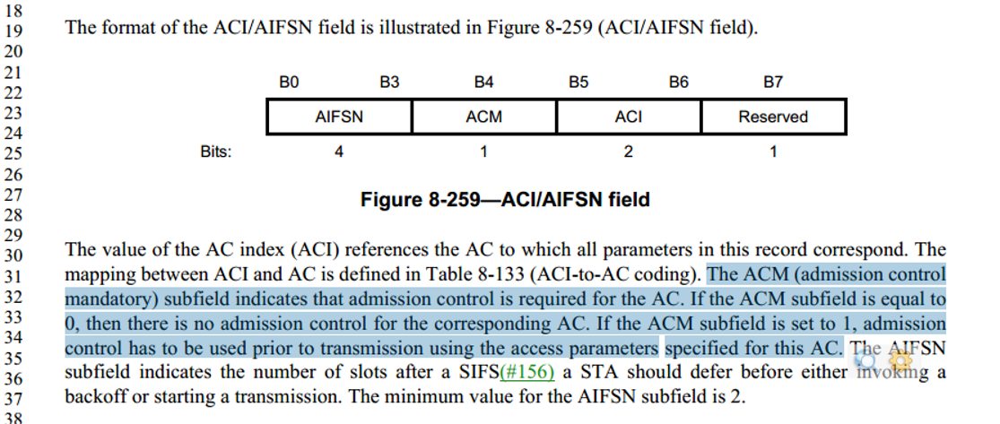 18
19 The format of the ACI/AIFSN field is illustrated in Figure 8-259 (ACI/AIFSN field).
20
21 B0 B3 B4 B5 B6 B7
22
23 AIFSN ACM ACI Reserved
24
25 Bits: 4 1 2 1
26
27 Figure 8-259—ACI/AIFSN field
28
29
30 The value of the AC index (ACI) references the AC to which all parameters in this record correspond. The
31 mapping between ACI and AC is defined in Table 8-133 (ACI-to-AC coding). The ACM (admission control
32 mandatory) subfield indicates that admission control is required for the AC. If the ACM subfield is equal to
33 0, then there is no admission control for the corresponding AC. If the ACM subfield is set to 1, admission
34 control has to be used prior to transmission using the access parameters specified for this AC. The AIFSN
35 subfield indicates the number of slots after a SIFS(#156) a STA should defer before either invoking a
36 backoff or starting a transmission. The minimum value for the AIFSN subfield is 2.
37
38